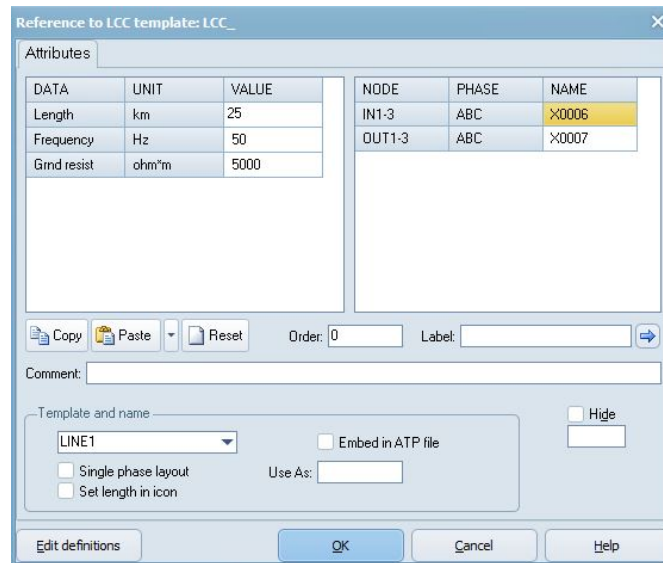 Reference to LCC template: LCC_
Attributes
DATA UNIT VALUE
Length km 25
Frequency Hz 50
Grnd resist ohm*m 5000
NODE PHASE NAME
IN1-3 ABC X0006
OUT1-3 ABC X0007
Copy Paste Reset Order: 0 Label:
Comment:
Template and name
LINE1
Embed in ATP file
Hide
Single phase layout
Use As:
Set length in icon
Edit definitions OK Cancel Help